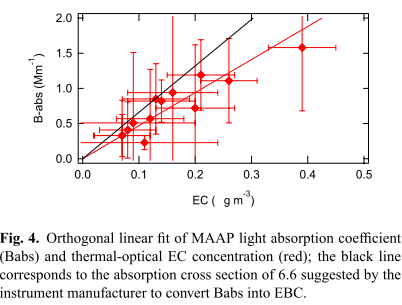 2.0
1.5
1.0
0.5
0.0
B-abs (Mm⁻¹)
0.0 0.1 0.2 0.3 0.4 0.5
EC ( g m⁻³)
Fig. 4. Orthogonal linear fit of MAAP light absorption coefficient
(Babs) and thermal-optical EC concentration (red); the black line
corresponds to the absorption cross section of 6.6 suggested by the
instrument manufacturer to convert Babs into EBC.